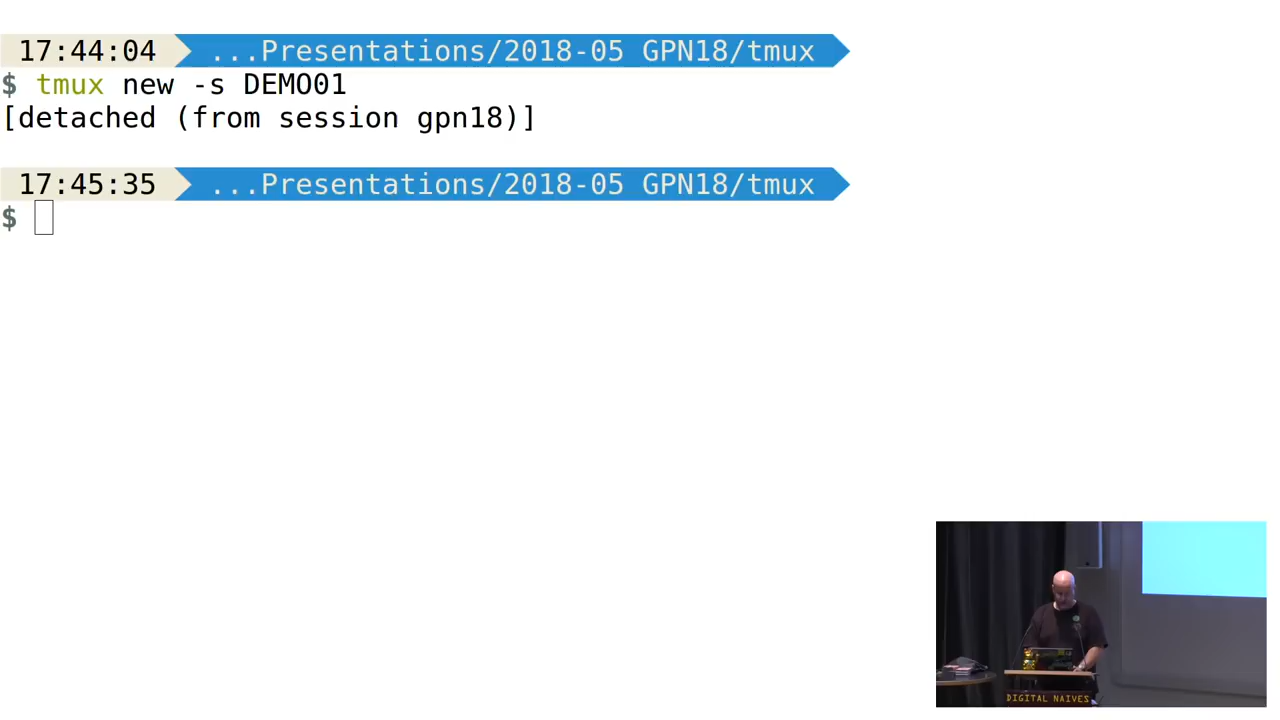 17:44:04 ...Presentations/2018-05 GPN18/tmux
$ tmux new -s DEMO01
[detached (from session gpn18)]
17:45:35 ...Presentations/2018-05 GPN18/tmux
$
DIGITAL NAIVES